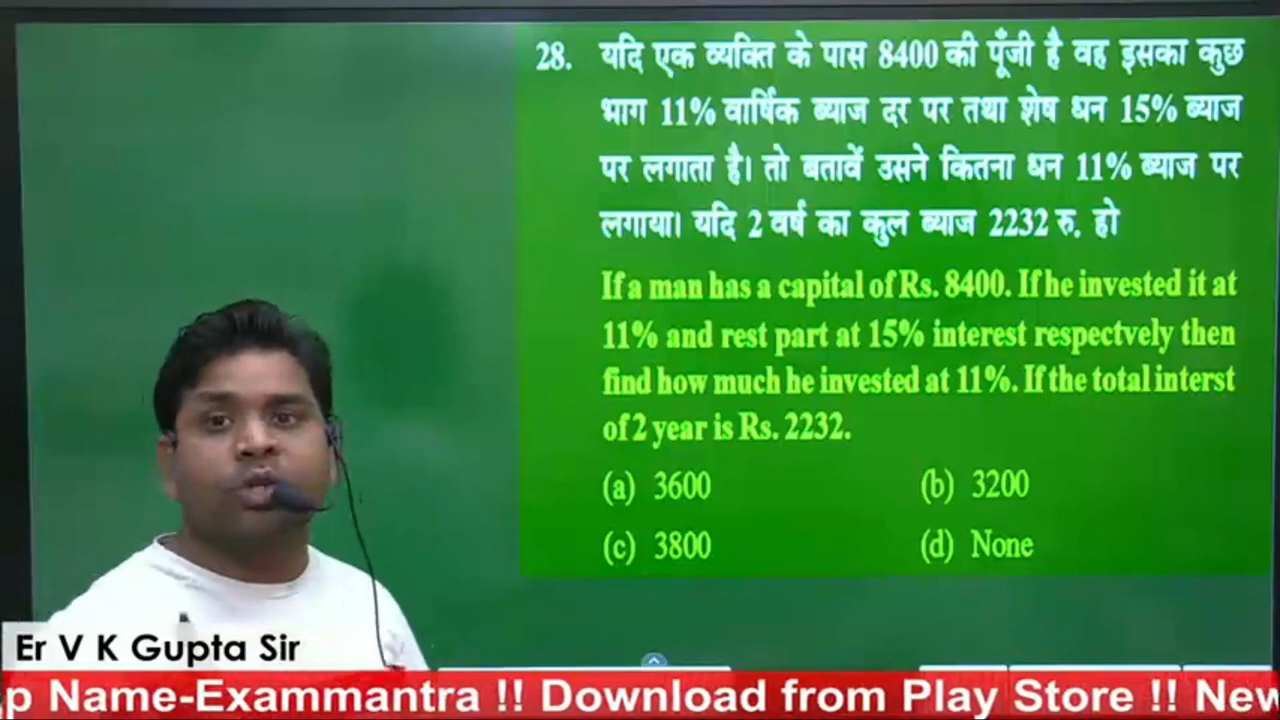 28. यदि एक व्यक्ति के पास 8400 की पूँजी है वह इसका कुछ
भाग 11% वार्षिक ब्याज दर पर तथा शेष धन 15% ब्याज
पर लगाता है। तो बतावें उसने कितना धन 11% ब्याज पर
लगाया। यदि 2 वर्ष का कुल ब्याज 2232 रु. हो
If a man has a capital of Rs. 8400. If he invested it at
11% and rest part at 15% interest respectvely then
find how much he invested at 11%. If the total interst
of 2 year is Rs. 2232.
(a) 3600 (b) 3200
(c) 3800 (d) None
Er V K Gupta Sir
p Name-Exammantra !! Download from Play Store !! New